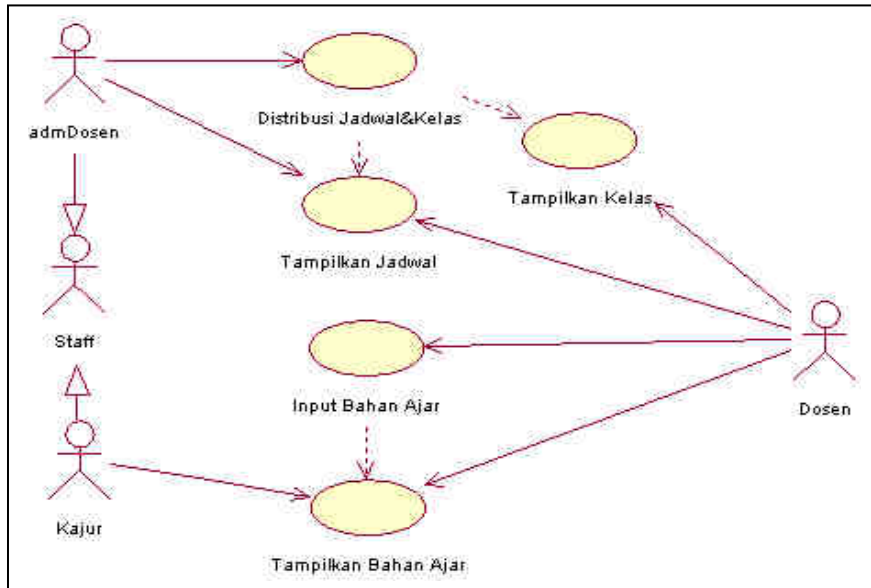 admDosen
Distribusi Jadwal&Kelas
Tampilkan Kelas
Tampilkan Jadwal
Staff
Input Bahan Ajar
Dosen
Kajur
Tampilkan Bahan Ajar